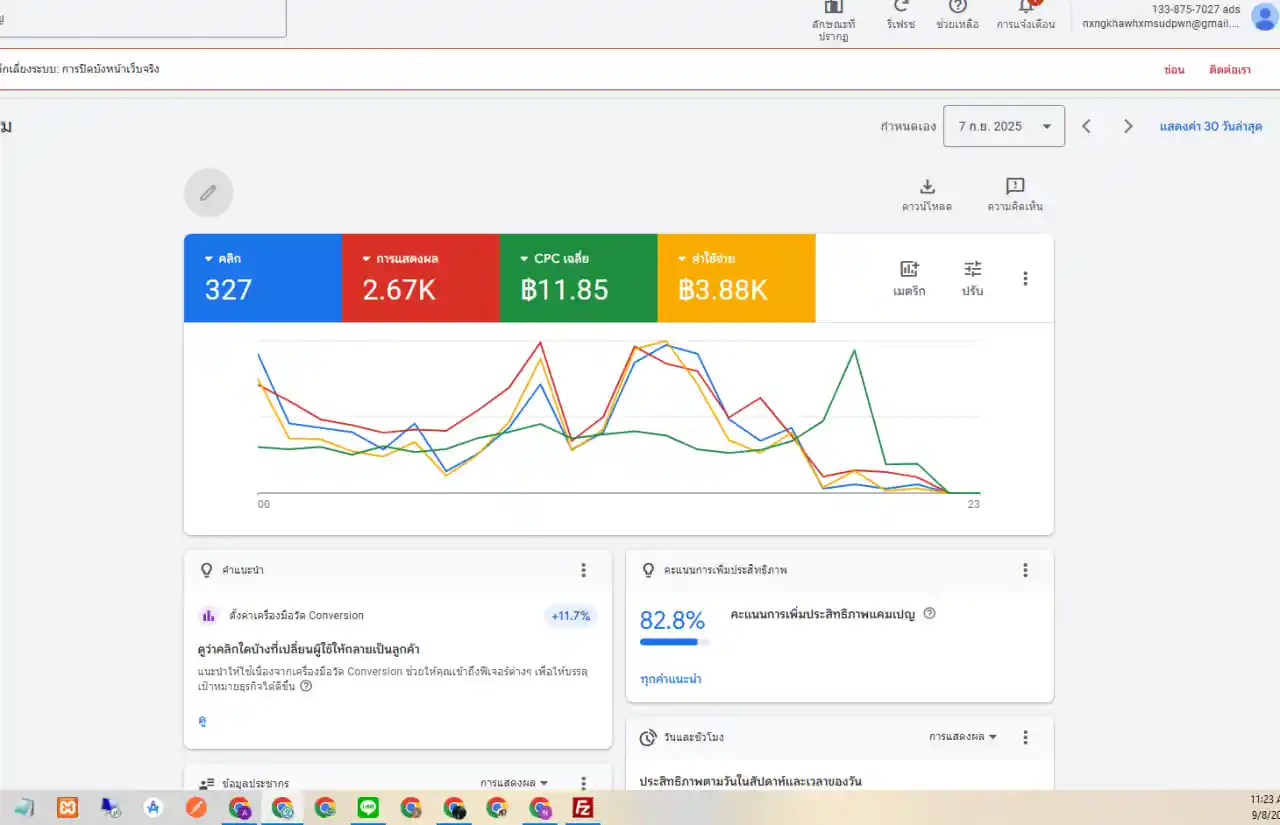 ลักษณะที่
ปรากฏ
รีเฟรช
ช่วยเหลือ
การแจ้งเตือน
133-875-7027 ads
nxngkhawhxmsudpwn@gmail....
กเลี่ยงระบบ: การปิดบังหน้าเว็บจริง
ซ่อน
ติดต่อเรา
ม
กำหนดเอง
7 ก.ย. 2025
แสดงค่า 30 วันล่าสุด
ดาวน์โหลด
ความคิดเห็น
คลิก
327
การแสดงผล
2.67K
CPC เฉลี่ย
฿11.85
ค่าใช้จ่าย
฿3.88K
เมตริก
ปรับ
00
23
คำแนะนำ
ตั้งค่าเครื่องมือวัด Conversion
+11.7%
ดูว่าคลิกใดบ้างที่เปลี่ยนผู้ใช้ให้กลายเป็นลูกค้า
แนะนำให้ใช้เนื่องจากเครื่องมือวัด Conversion ช่วยให้คุณเข้าถึงฟีเจอร์ต่างๆ เพื่อให้บรรลุ
เป้าหมายธุรกิจได้ดีขึ้น
ดู
คะแนนการเพิ่มประสิทธิภาพ
82.8%
คะแนนการเพิ่มประสิทธิภาพแคมเปญ
ทุกคำแนะนำ
วันและชั่วโมง
การแสดงผล
ประสิทธิภาพตามวันในสัปดาห์และเวลาของวัน
ข้อมูลประชากร
การแสดงผล
11:23
9/8/20